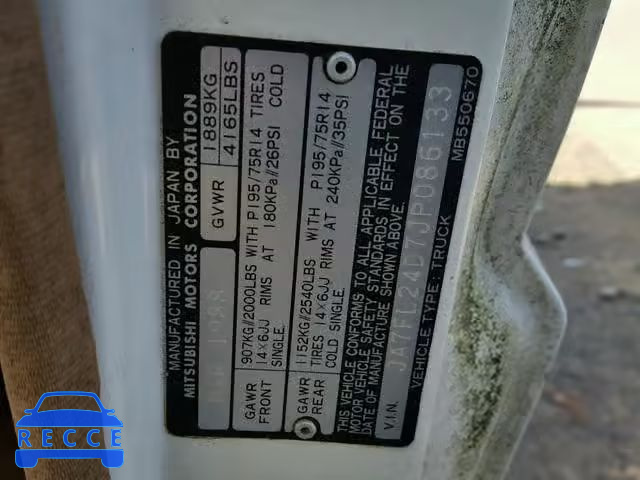 MANUFACTURED IN JAPAN BY
MITSUBISHI MOTORS CORPORATION
1988
GVWR 1889KG
4165LBS
GAWR FRONT
907KG//2000LBS WITH P195/75R14 TIRES
14×6JJ RIMS AT 180KPa//26PSI COLD
SINGLE.
GAWR REAR
1152KG//2540LBS WITH P195/75R14
TIRES 14×6JJ RIMS AT 240KPa//35PSI
COLD SINGLE.
THIS VEHICLE CONFORMS TO ALL APPLICABLE FEDERAL
MOTOR VEHICLE SAFETY STANDARDS IN EFFECT ON THE
DATE OF MANUFACTURE SHOWN ABOVE.
V.I.N. JA7FL24D7JP086133
VEHICLE TYPE: TRUCK
MB550670
RECCE